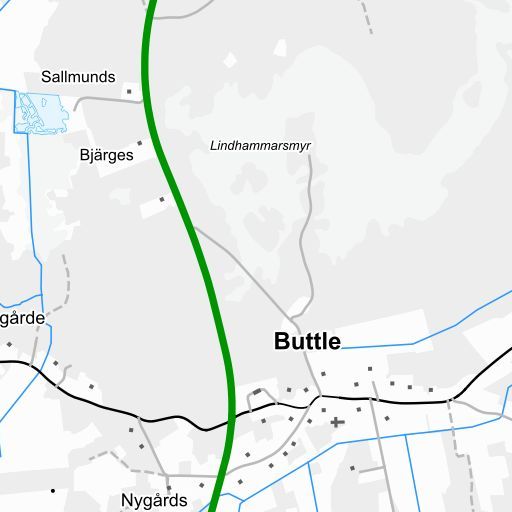 Sallmunds
Lindhammarsmyr
Bjärges
gårde
Buttle
Nygårds